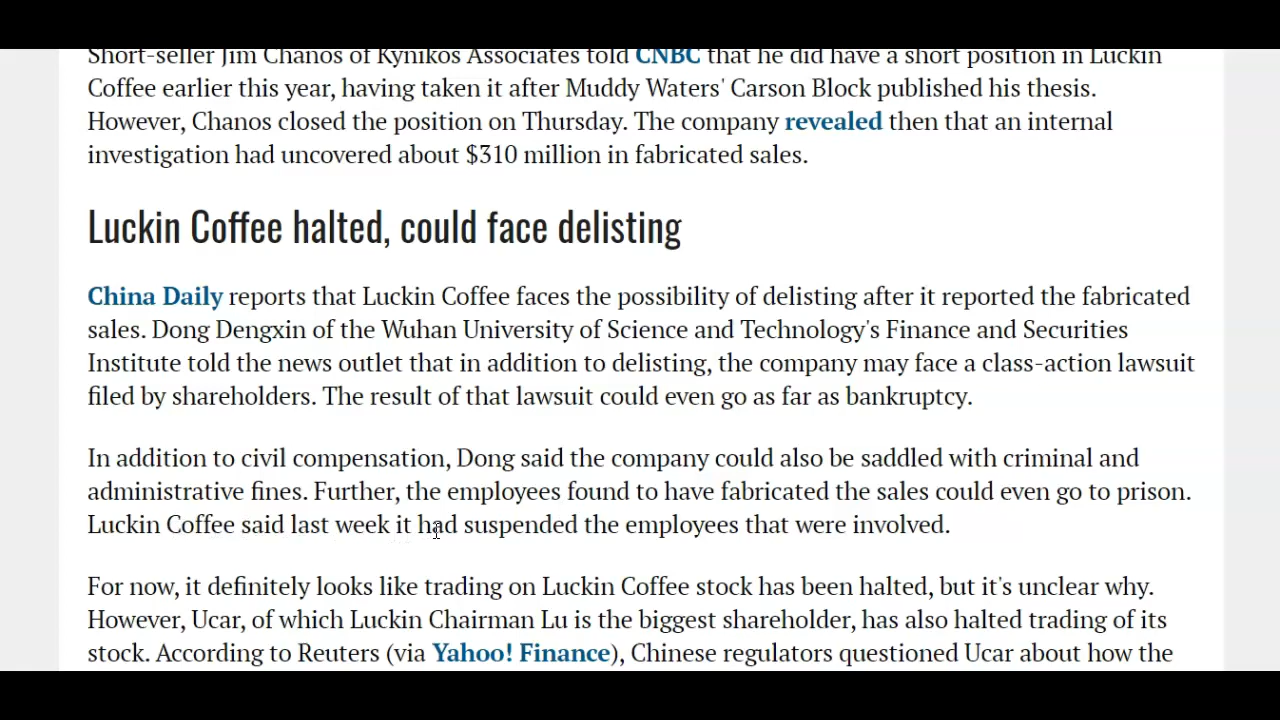 Short-seller Jim Chanos of Kynikos Associates told CNBC that he did have a short position in Luckin
Coffee earlier this year, having taken it after Muddy Waters' Carson Block published his thesis.
However, Chanos closed the position on Thursday. The company revealed then that an internal
investigation had uncovered about $310 million in fabricated sales.
Luckin Coffee halted, could face delisting
China Daily reports that Luckin Coffee faces the possibility of delisting after it reported the fabricated
sales. Dong Dengxin of the Wuhan University of Science and Technology's Finance and Securities
Institute told the news outlet that in addition to delisting, the company may face a class-action lawsuit
filed by shareholders. The result of that lawsuit could even go as far as bankruptcy.
In addition to civil compensation, Dong said the company could also be saddled with criminal and
administrative fines. Further, the employees found to have fabricated the sales could even go to prison.
Luckin Coffee said last week it had suspended the employees that were involved.
For now, it definitely looks like trading on Luckin Coffee stock has been halted, but it's unclear why.
However, Ucar, of which Luckin Chairman Lu is the biggest shareholder, has also halted trading of its
stock. According to Reuters (via Yahoo! Finance), Chinese regulators questioned Ucar about how the